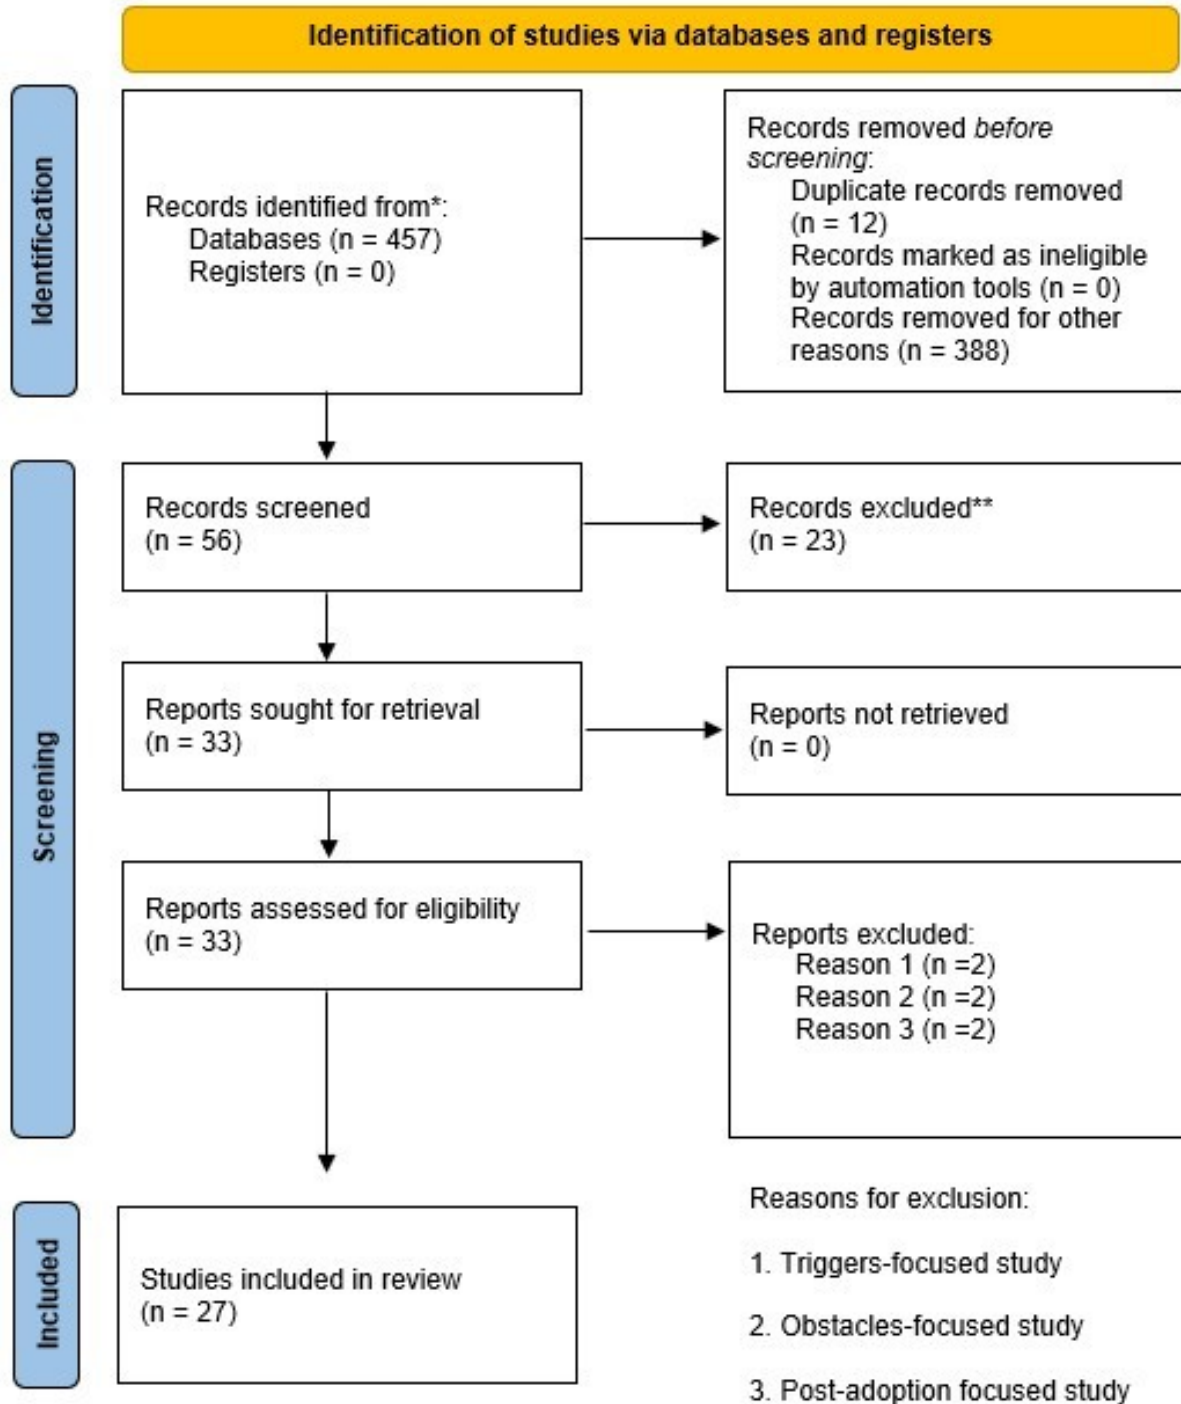 Identification of studies via databases and registers
Identification
Records identified from*:
Databases (n = 457)
Registers (n = 0)
Records removed before
screening:
Duplicate records removed
(n = 12)
Records marked as ineligible
by automation tools (n = 0)
Records removed for other
reasons (n = 388)
Screening
Records screened
(n = 56)
Records excluded**
(n = 23)
Reports sought for retrieval
(n = 33)
Reports not retrieved
(n = 0)
Reports assessed for eligibility
(n = 33)
Reports excluded:
Reason 1 (n =2)
Reason 2 (n =2)
Reason 3 (n =2)
Included
Studies included in review
(n = 27)
Reasons for exclusion:
1. Triggers-focused study
2. Obstacles-focused study
3. Post-adoption focused study